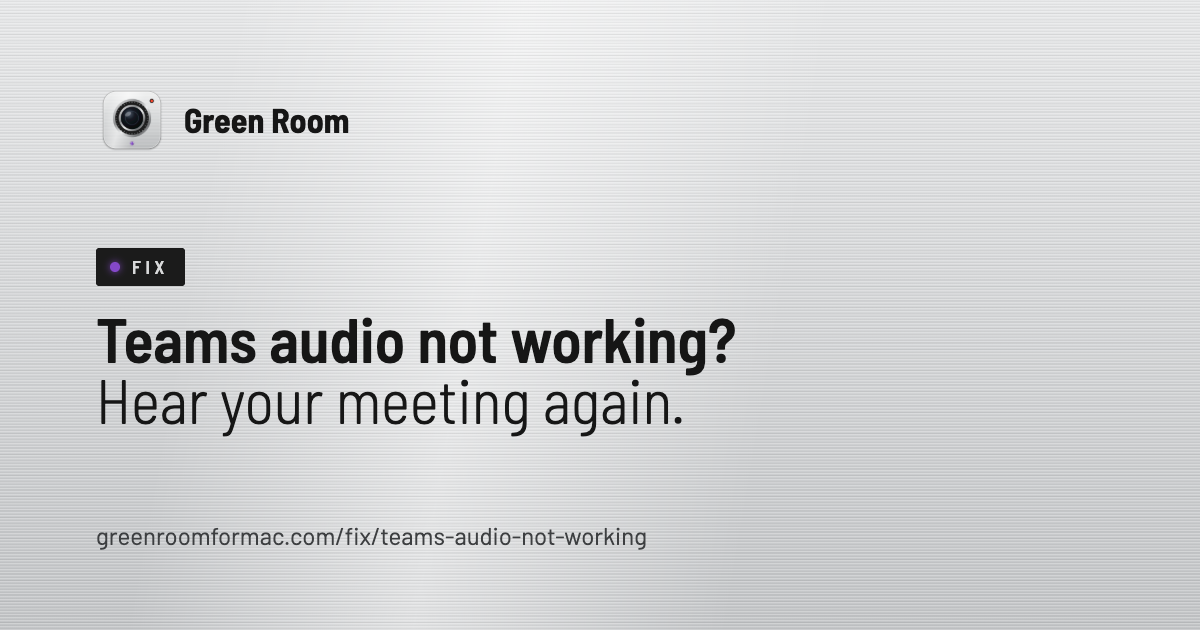 Green Room
FIX
Teams audio not working?
Hear your meeting again.
greenroomformac.com/fix/teams-audio-not-working